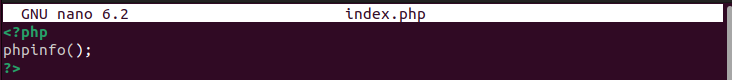 GNU nano 6.2 index.php
<?php
phpinfo();
?>